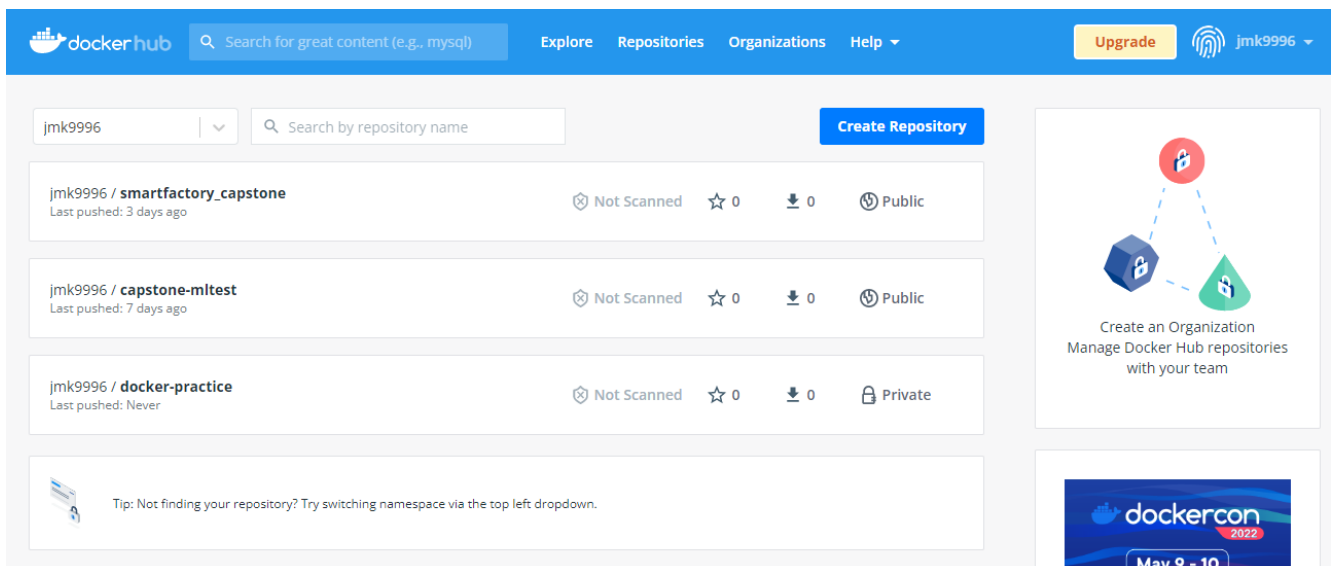 dockerhub
Search for great content (e.g., mysql)
Explore
Repositories
Organizations
Help
Upgrade
jmk9996
jmk9996
Search by repository name
Create Repository
jmk9996 / smartfactory_capstone
Last pushed: 3 days ago
Not Scanned
0
0
Public
jmk9996 / capstone-mltest
Last pushed: 7 days ago
Not Scanned
0
0
Public
jmk9996 / docker-practice
Last pushed: Never
Not Scanned
0
0
Private
Tip: Not finding your repository? Try switching namespace via the top left dropdown.
Create an Organization
Manage Docker Hub repositories
with your team
dockercon
2022
May 9 - 10